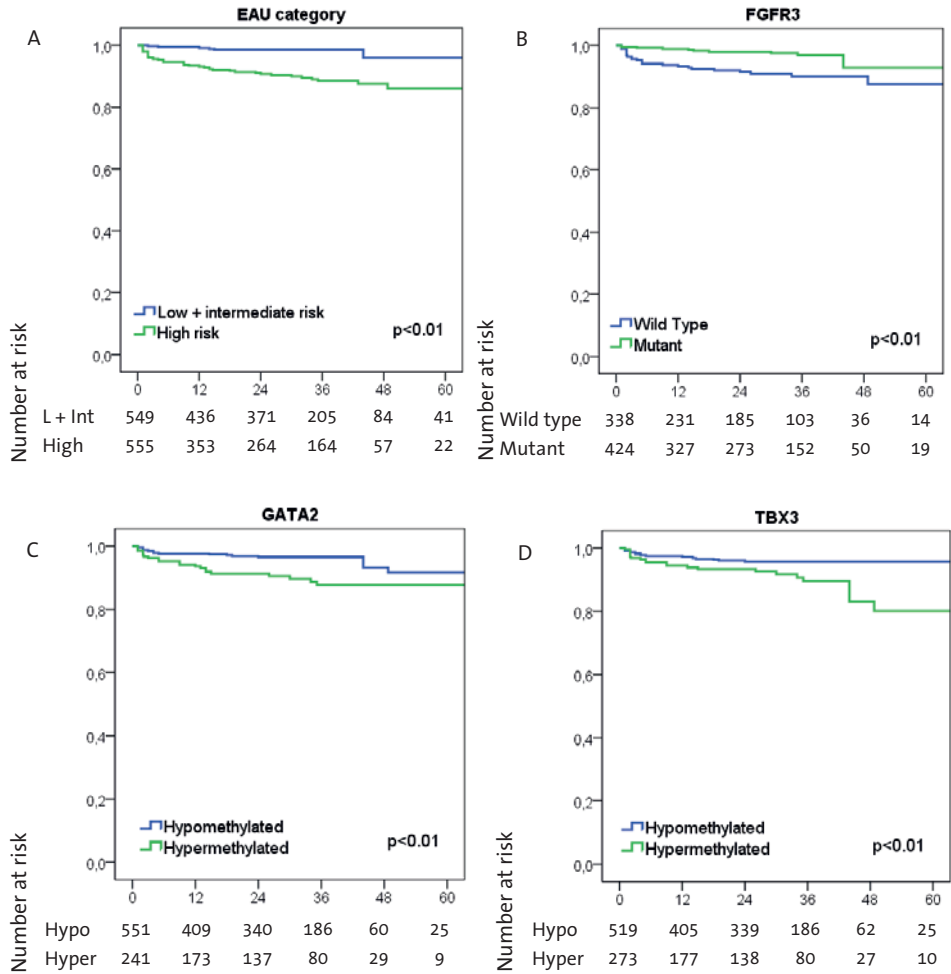 A
EAU category
1,0
0,8
0,6
0,4
0,2
0,0
Low + intermediate risk
High risk
p<0.01
0 12 24 36 48 60
Number at risk
L + Int 549 436 371 205 84 41
High 555 353 264 164 57 22
B
FGFR3
1,0
0,8
0,6
0,4
0,2
0,0
Wild Type
Mutant
p<0.01
0 12 24 36 48 60
Number at risk
Wild type 338 231 185 103 36 14
Mutant 424 327 273 152 50 19
C
GATA2
1,0
0,8
0,6
0,4
0,2
0,0
Hypomethylated
Hypermethylated
p<0.01
0 12 24 36 48 60
Number at risk
Hypo 551 409 340 186 60 25
Hyper 241 173 137 80 29 9
D
TBX3
1,0
0,8
0,6
0,4
0,2
0,0
Hypomethylated
Hypermethylated
p<0.01
0 12 24 36 48 60
Number at risk
Hypo 519 405 339 186 62 25
Hyper 273 177 138 80 27 10